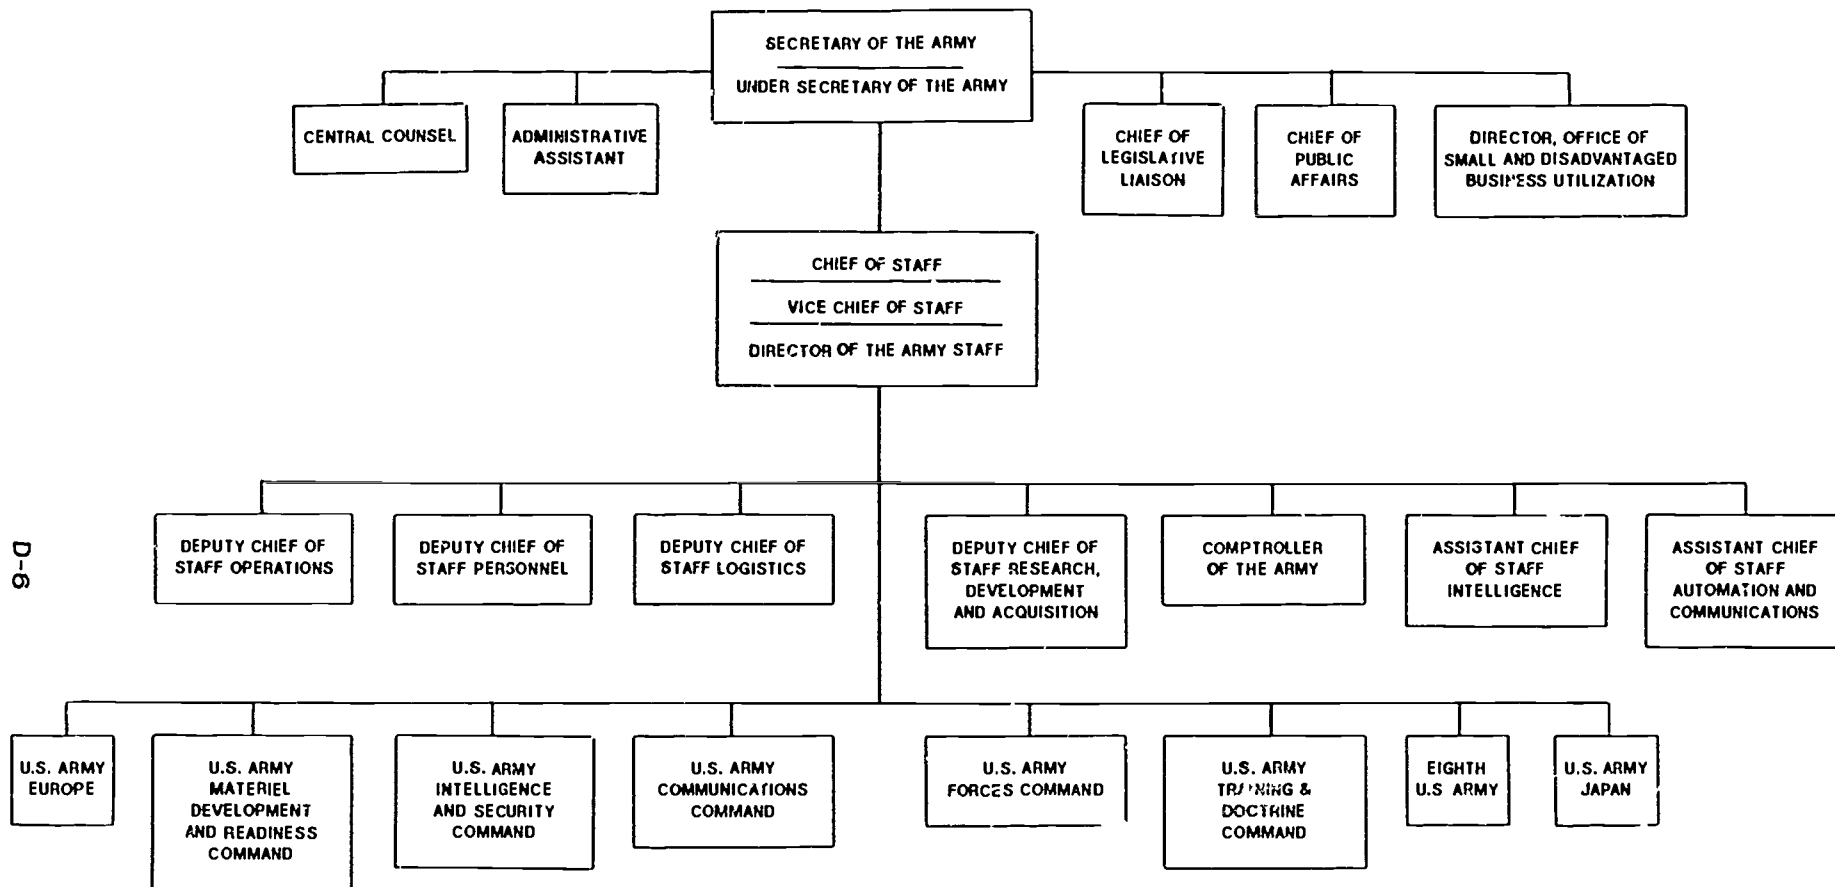 SECRETARY OF THE ARMY
UNDER SECRETARY OF THE ARMY
CENTRAL COUNSEL
ADMINISTRATIVE
ASSISTANT
CHIEF OF
LEGISLATIVE
LIAISON
CHIEF OF
PUBLIC
AFFAIRS
DIRECTOR, OFFICE OF
SMALL AND DISADVANTAGED
BUSINESS UTILIZATION
CHIEF OF STAFF
VICE CHIEF OF STAFF
DIRECTOR OF THE ARMY STAFF
DEPUTY CHIEF OF
STAFF OPERATIONS
DEPUTY CHIEF OF
STAFF PERSONNEL
DEPUTY CHIEF OF
STAFF LOGISTICS
DEPUTY CHIEF OF
STAFF RESEARCH,
DEVELOPMENT
AND ACQUISITION
COMPTROLLER
OF THE ARMY
ASSISTANT CHIEF
OF STAFF
INTELLIGENCE
ASSISTANT CHIEF
OF STAFF
AUTOMATION AND
COMMUNICATIONS
U.S. ARMY
EUROPE
U.S. ARMY
MATERIEL
DEVELOPMENT
AND READINESS
COMMAND
U.S. ARMY
INTELLIGENCE
AND SECURITY
COMMAND
U.S. ARMY
COMMUNICATIONS
COMMAND
U.S. ARMY
FORCES COMMAND
U.S. ARMY
TRAINING &
DOCTRINE
COMMAND
EIGHTH
U.S ARMY
U.S. ARMY
JAPAN
D-6